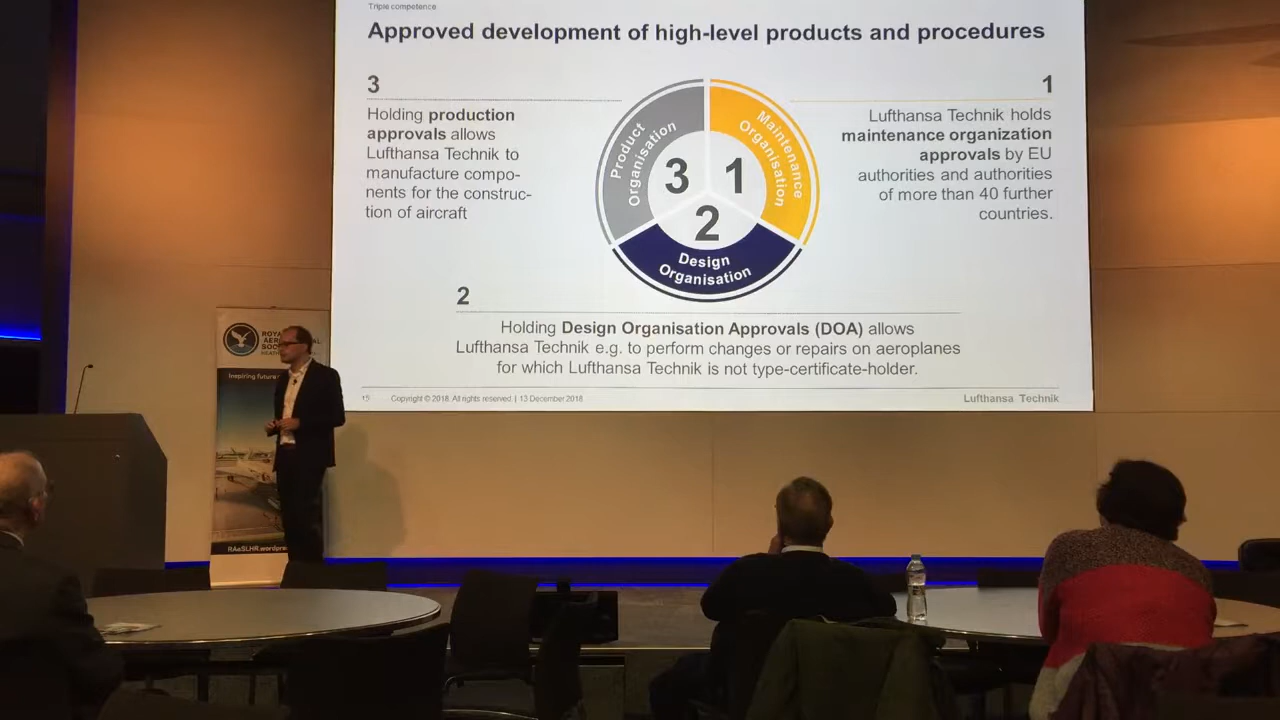 Triple competence
Approved development of high-level products and procedures
3
Holding production
approvals allows
Lufthansa Technik to
manufacture compo-
nents for the construc-
tion of aircraft
Product
Organisation
3
1
2
Maintenance
Organisation
Design
Organisation
1
Lufthansa Technik holds
maintenance organization
approvals by EU
authorities and authorities
of more than 40 further
countries.
2
Holding Design Organisation Approvals (DOA) allows
Lufthansa Technik e.g. to perform changes or repairs on aeroplanes
for which Lufthansa Technik is not type-certificate-holder.
15 Copyright © 2018. All rights reserved. | 13 December 2018
Lufthansa Technik
Inspiring future